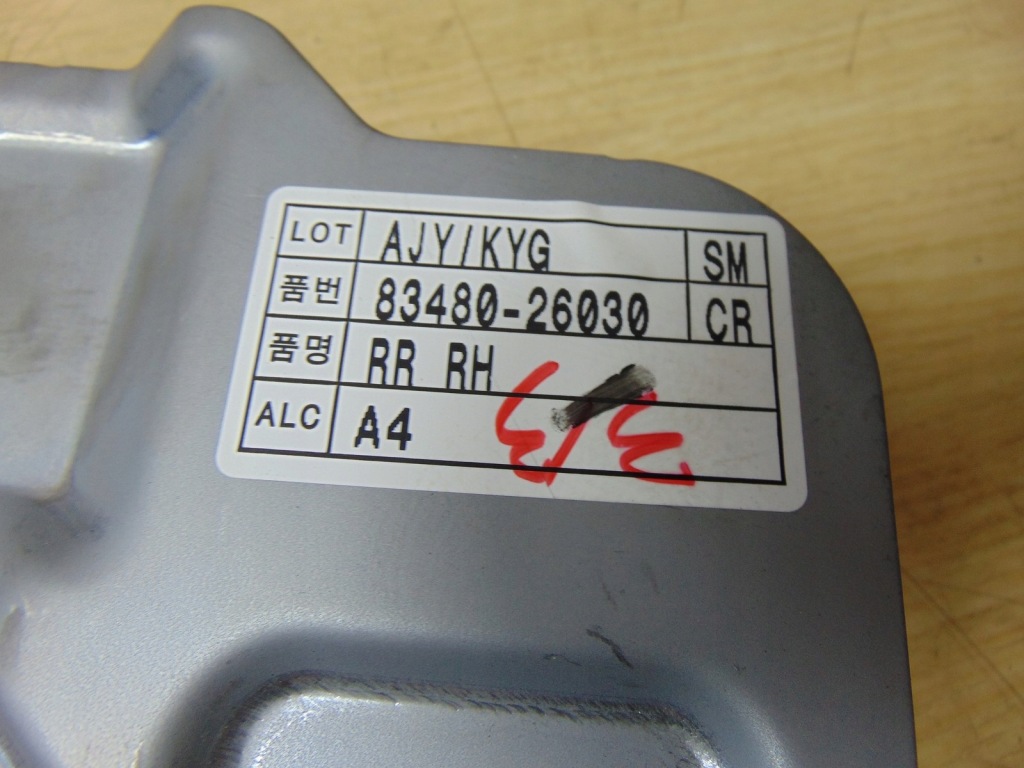 LOT AJY/KYG SM
품번 83480-26030 CR
품명 RR RH
ALC A4